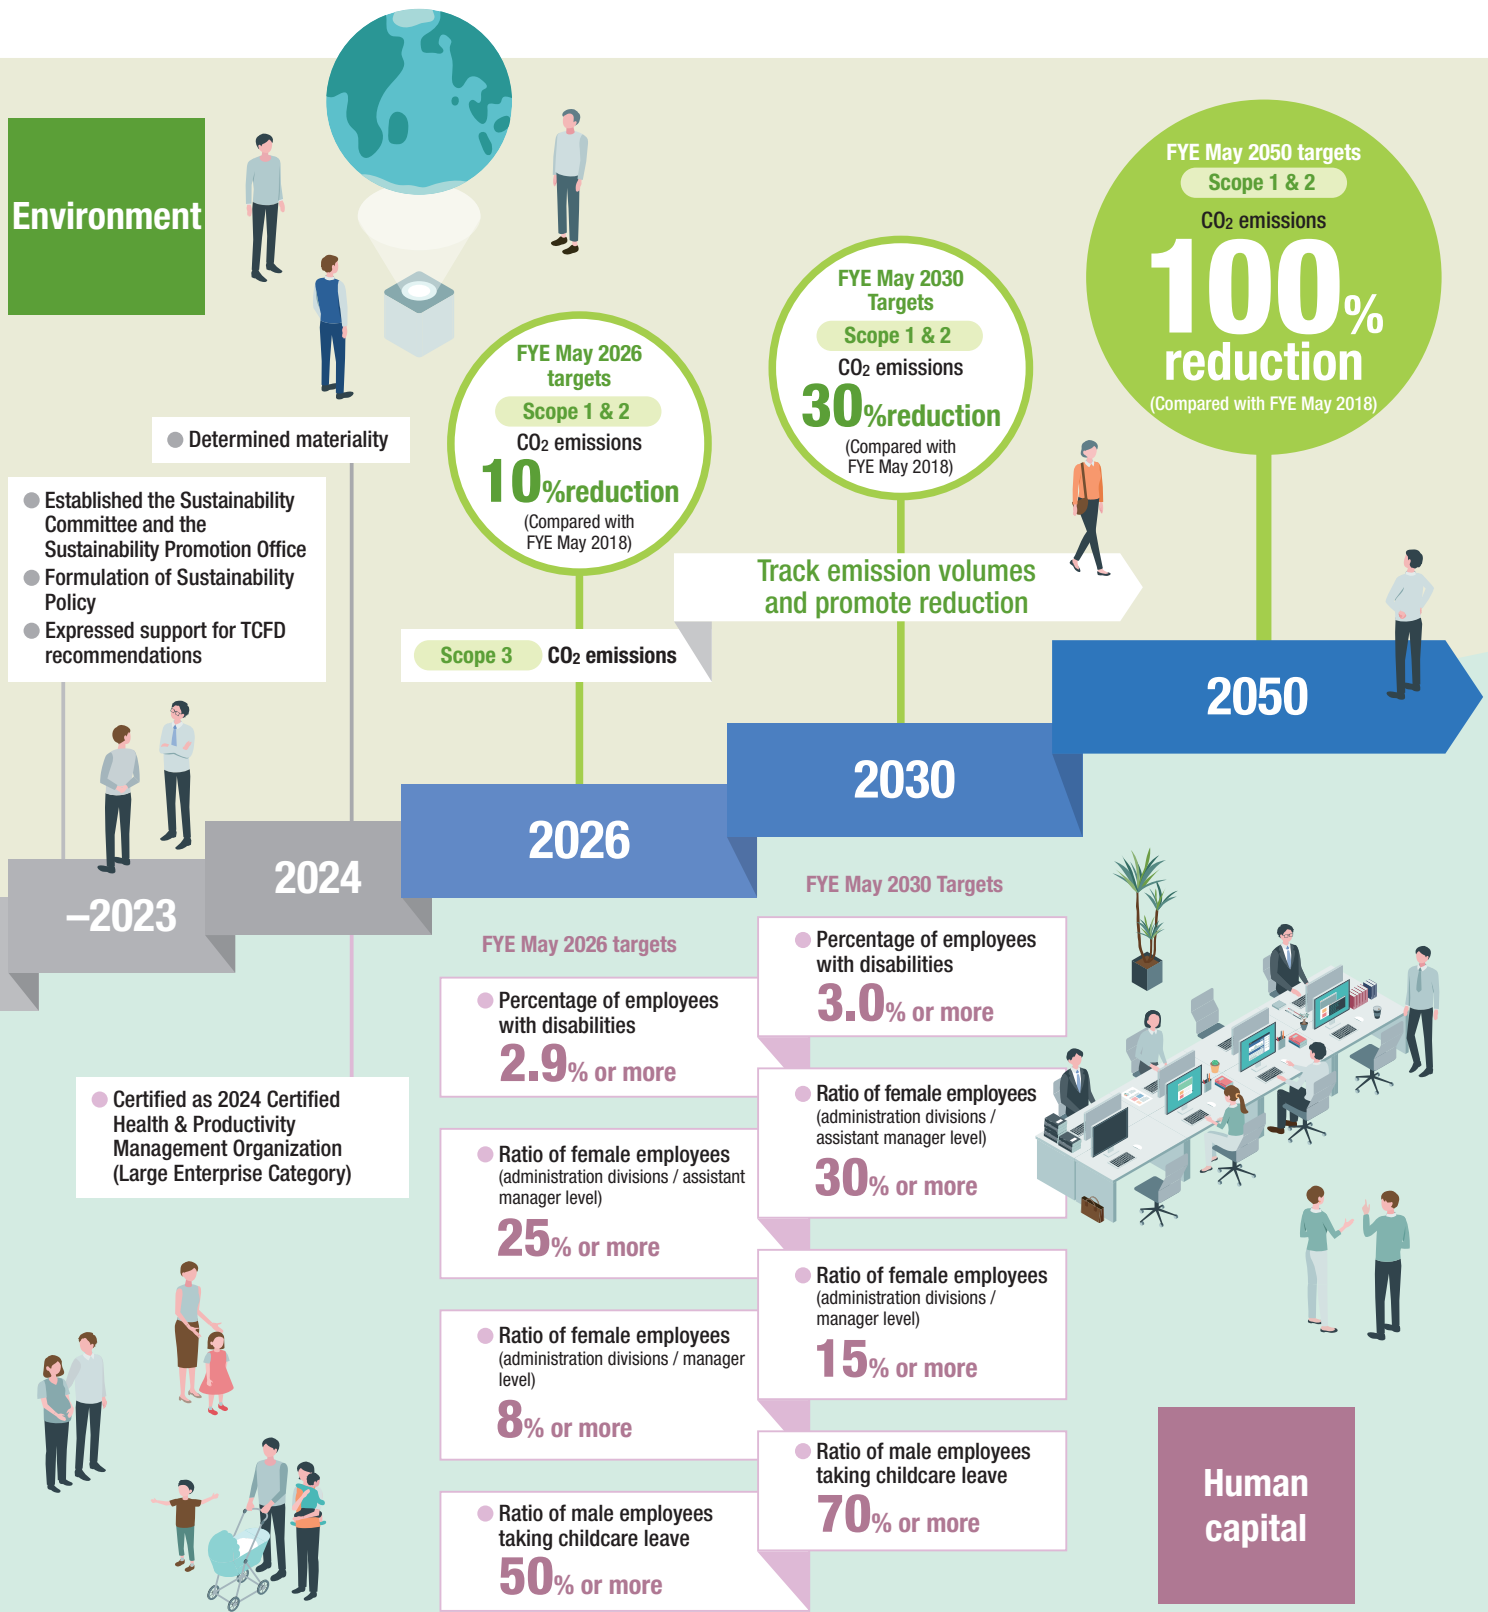 Environment
FYE May 2050 targets
Scope 1 & 2
CO2 emissions
100%
reduction
(Compared with FYE May 2018)
FYE May 2030
Targets
Scope 1 & 2
CO2 emissions
30%reduction
(Compared with
FYE May 2018)
FYE May 2026
targets
Scope 1 & 2
CO2 emissions
10%reduction
(Compared with
FYE May 2018)
● Determined materiality
● Established the Sustainability
Committee and the
Sustainability Promotion Office
● Formulation of Sustainability
Policy
● Expressed support for TCFD
recommendations
Track emission volumes
and promote reduction
Scope 3 CO2 emissions
–2023
2024
2026
2030
2050
● Certified as 2024 Certified
Health & Productivity
Management Organization
(Large Enterprise Category)
FYE May 2026 targets
● Percentage of employees
with disabilities
2.9% or more
● Ratio of female employees
(administration divisions / assistant
manager level)
25% or more
● Ratio of female employees
(administration divisions / manager
level)
8% or more
● Ratio of male employees
taking childcare leave
50% or more
FYE May 2030 Targets
● Percentage of employees
with disabilities
3.0% or more
● Ratio of female employees
(administration divisions /
assistant manager level)
30% or more
● Ratio of female employees
(administration divisions /
manager level)
15% or more
● Ratio of male employees
taking childcare leave
70% or more
Human
capital